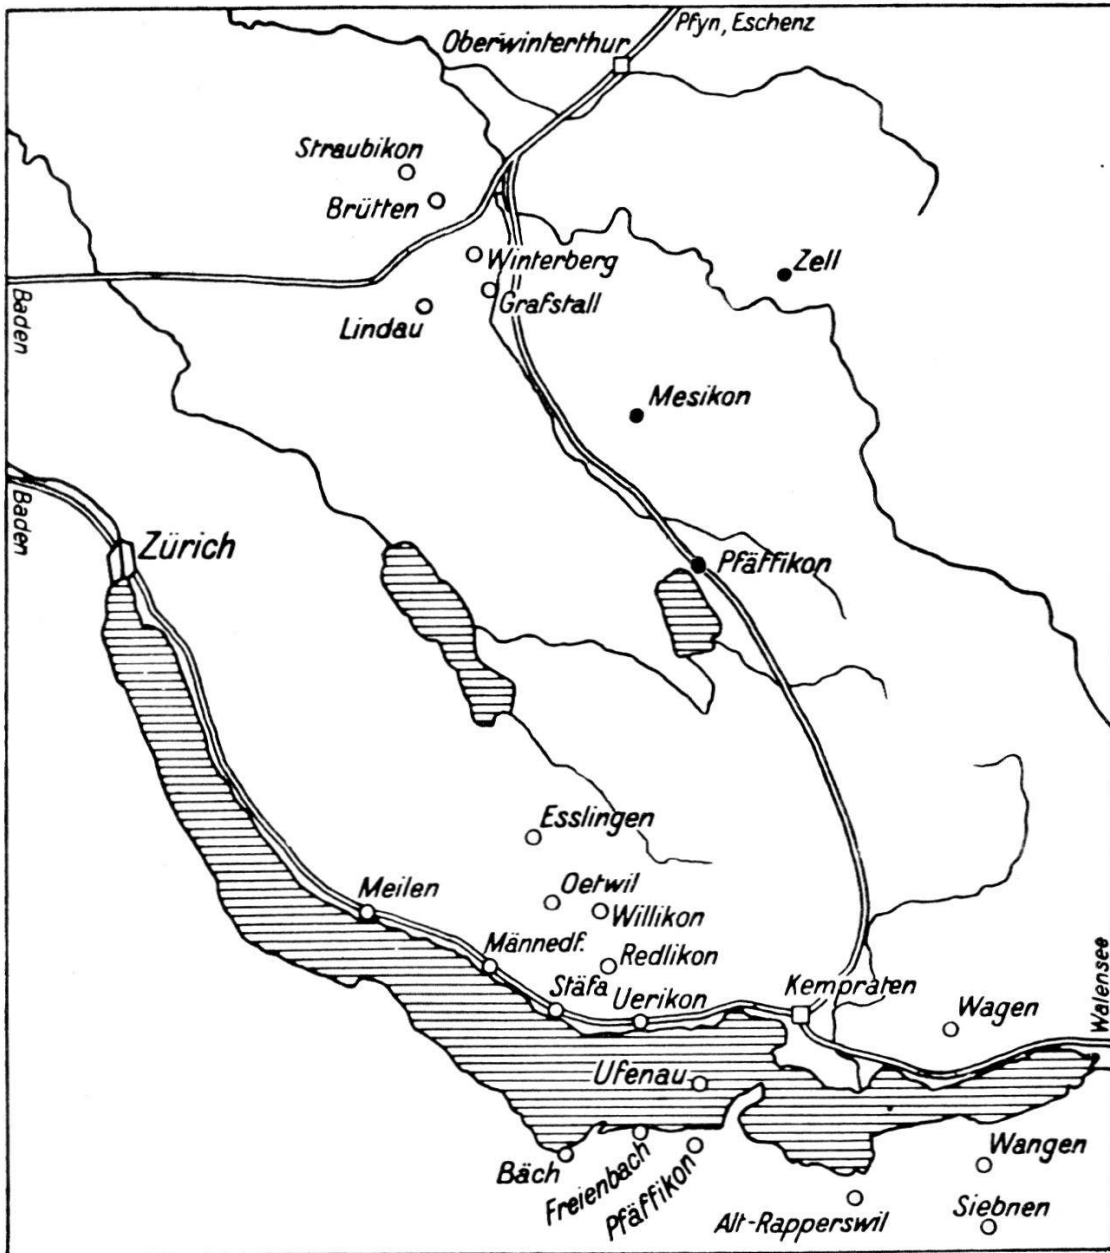 Pfyn, Eschenz
Oberwinterthur
Straubikon
Brütten
Winterberg
Zell
Grafstall
Lindau
Baden
Mesikon
Baden
Zürich
Pfäffikon
Esslingen
Oetwil
Meilen
Willikon
Männedf.
Redlikon
Stäfa
Uerikon
Kempraten
Wagen
Walensee
Ufenau
Bäch
Freienbach
Pfäffikon
Wangen
Alt-Rapperswil
Siebnen